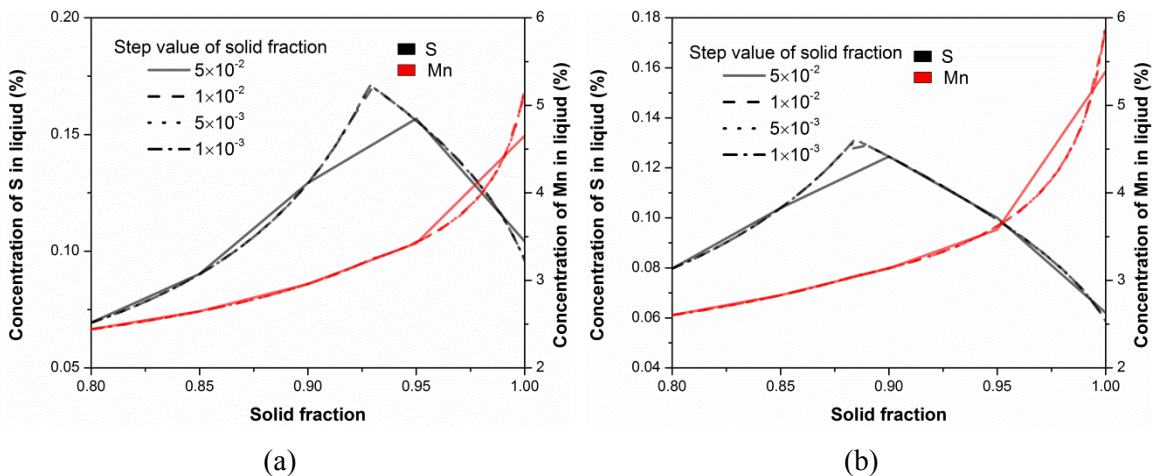 Step value of solid fraction
5×10⁻²
1×10⁻²
5×10⁻³
1×10⁻³
S
Mn
Concentration of S in liqiud (%)
0.20
0.15
0.10
0.05
Concentration of Mn in liqiud (%)
6
5
4
3
2
0.80
0.85
0.90
0.95
1.00
Solid fraction
(a)
Step value of solid fraction
5×10⁻²
1×10⁻²
5×10⁻³
1×10⁻³
S
Mn
Concentration of S in liqiud (%)
0.18
0.16
0.14
0.12
0.10
0.08
0.06
0.04
Concentration of Mn in liqiud (%)
6
5
4
3
2
0.80
0.85
0.90
0.95
1.00
Solid fraction
(b)